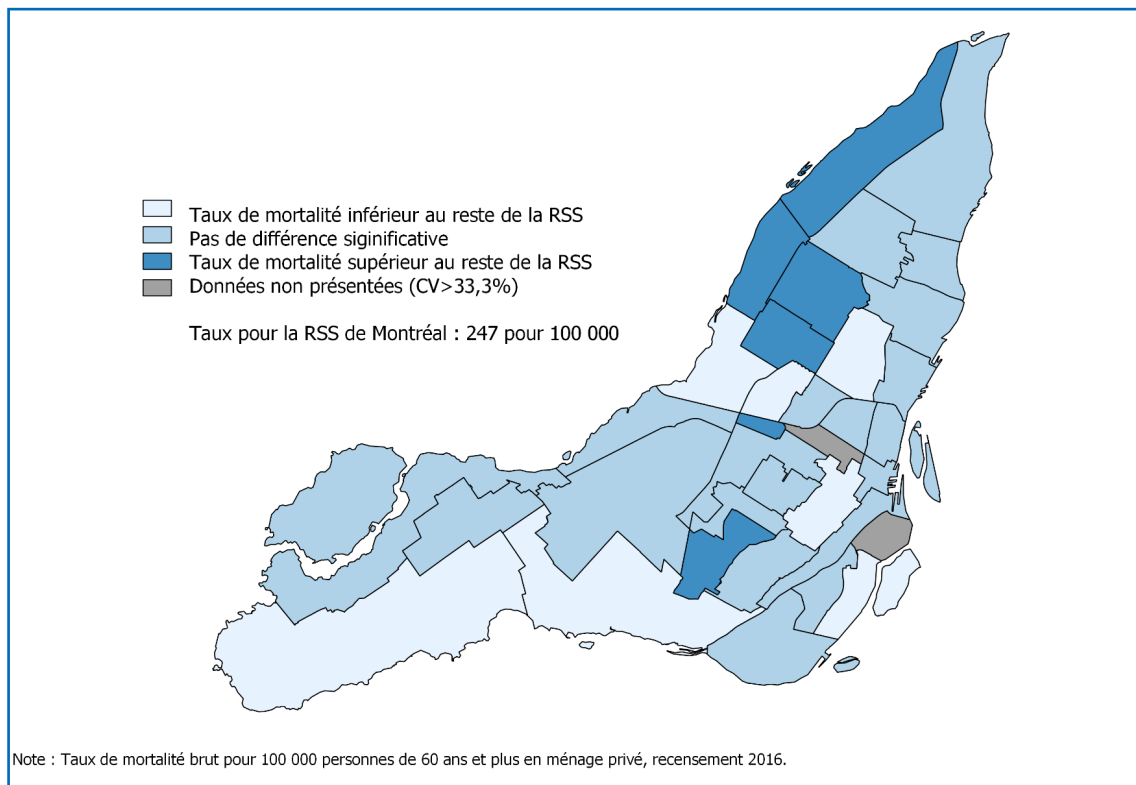 Taux de mortalité inférieur au reste de la RSS
Pas de différence siginificative
Taux de mortalité supérieur au reste de la RSS
Données non présentées (CV>33,3%)
Taux pour la RSS de Montréal : 247 pour 100 000
Note : Taux de mortalité brut pour 100 000 personnes de 60 ans et plus en ménage privé, recensement 2016.